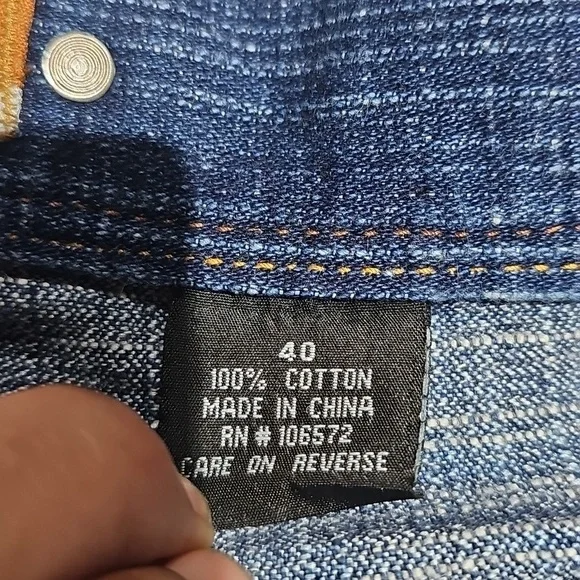 40
100% COTTON
MADE IN CHINA
RN # 106572
CARE ON REVERSE